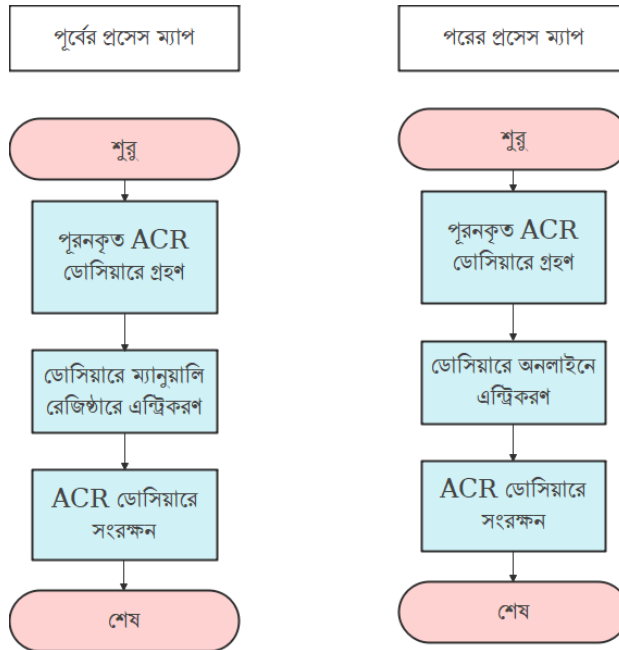 পূর্বের প্রসেস ম্যাপ
শুরু
পূরনকৃত ACR
ডোসিয়ারে গ্রহণ
ডোসিয়ারে ম্যানুয়ালি
রেজিষ্ঠারে এন্ট্রিকরণ
ACR ডোসিয়ারে
সংরক্ষন
শেষ
পরের প্রসেস ম্যাপ
শুরু
পূরনকৃত ACR
ডোসিয়ারে গ্রহণ
ডোসিয়ারে অনলাইনে
এন্ট্রিকরণ
ACR ডোসিয়ারে
সংরক্ষন
শেষ